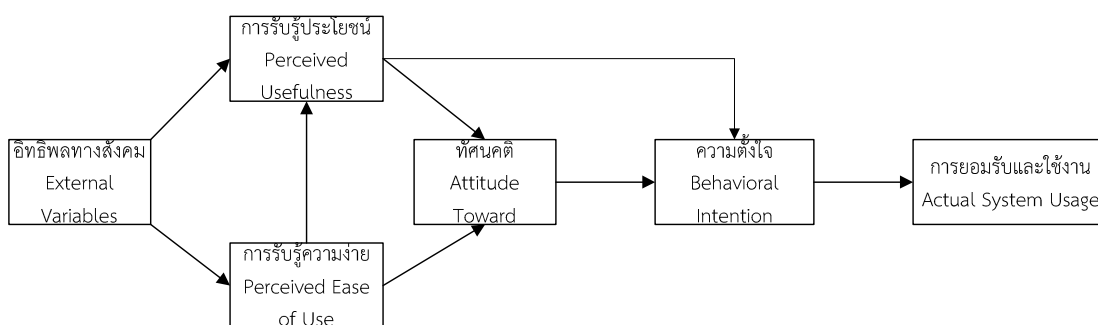 การรับรู้ประโยชน์
Perceived
Usefulness
อิทธิพลทางสังคม
External
Variables
ทัศนคติ
Attitude
Toward
ความตั้งใจ
Behavioral
Intention
การยอมรับและใช้งาน
Actual System Usage
การรับรู้ความง่าย
Perceived Ease
of Use